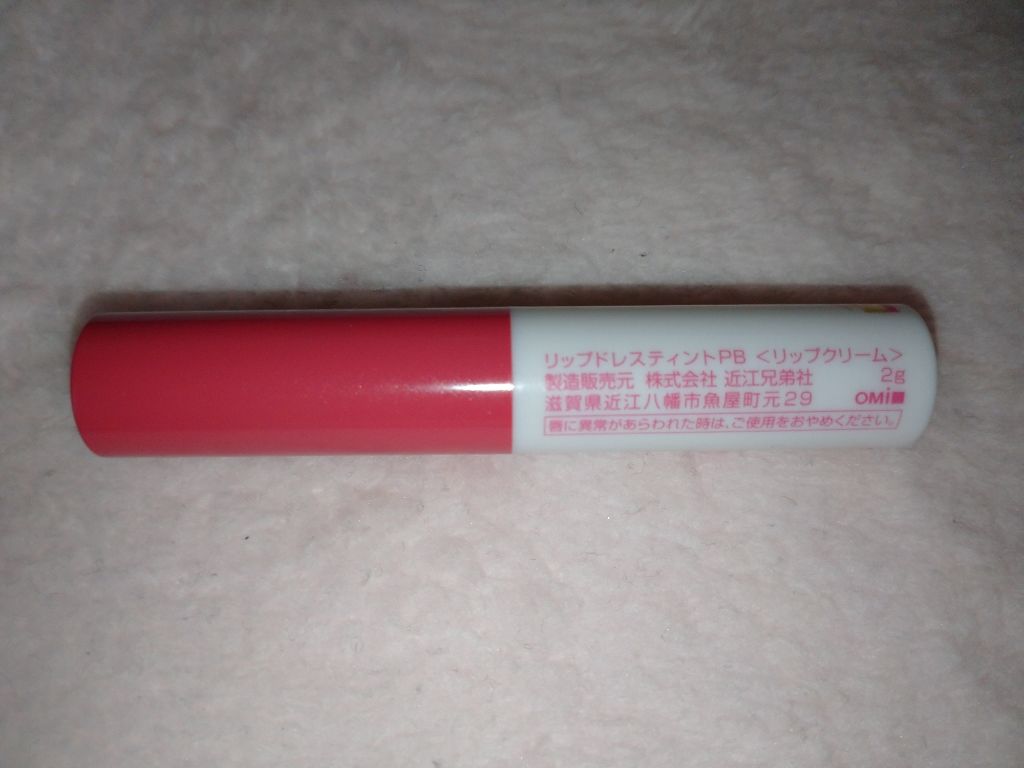 リップドレスティントPB <リップクリーム>
製造販売元 株式会社 近江兄弟社 2g
滋賀県近江八幡市魚屋町元29 OMi
唇に異常があらわれた時は、ご使用をおやめください。